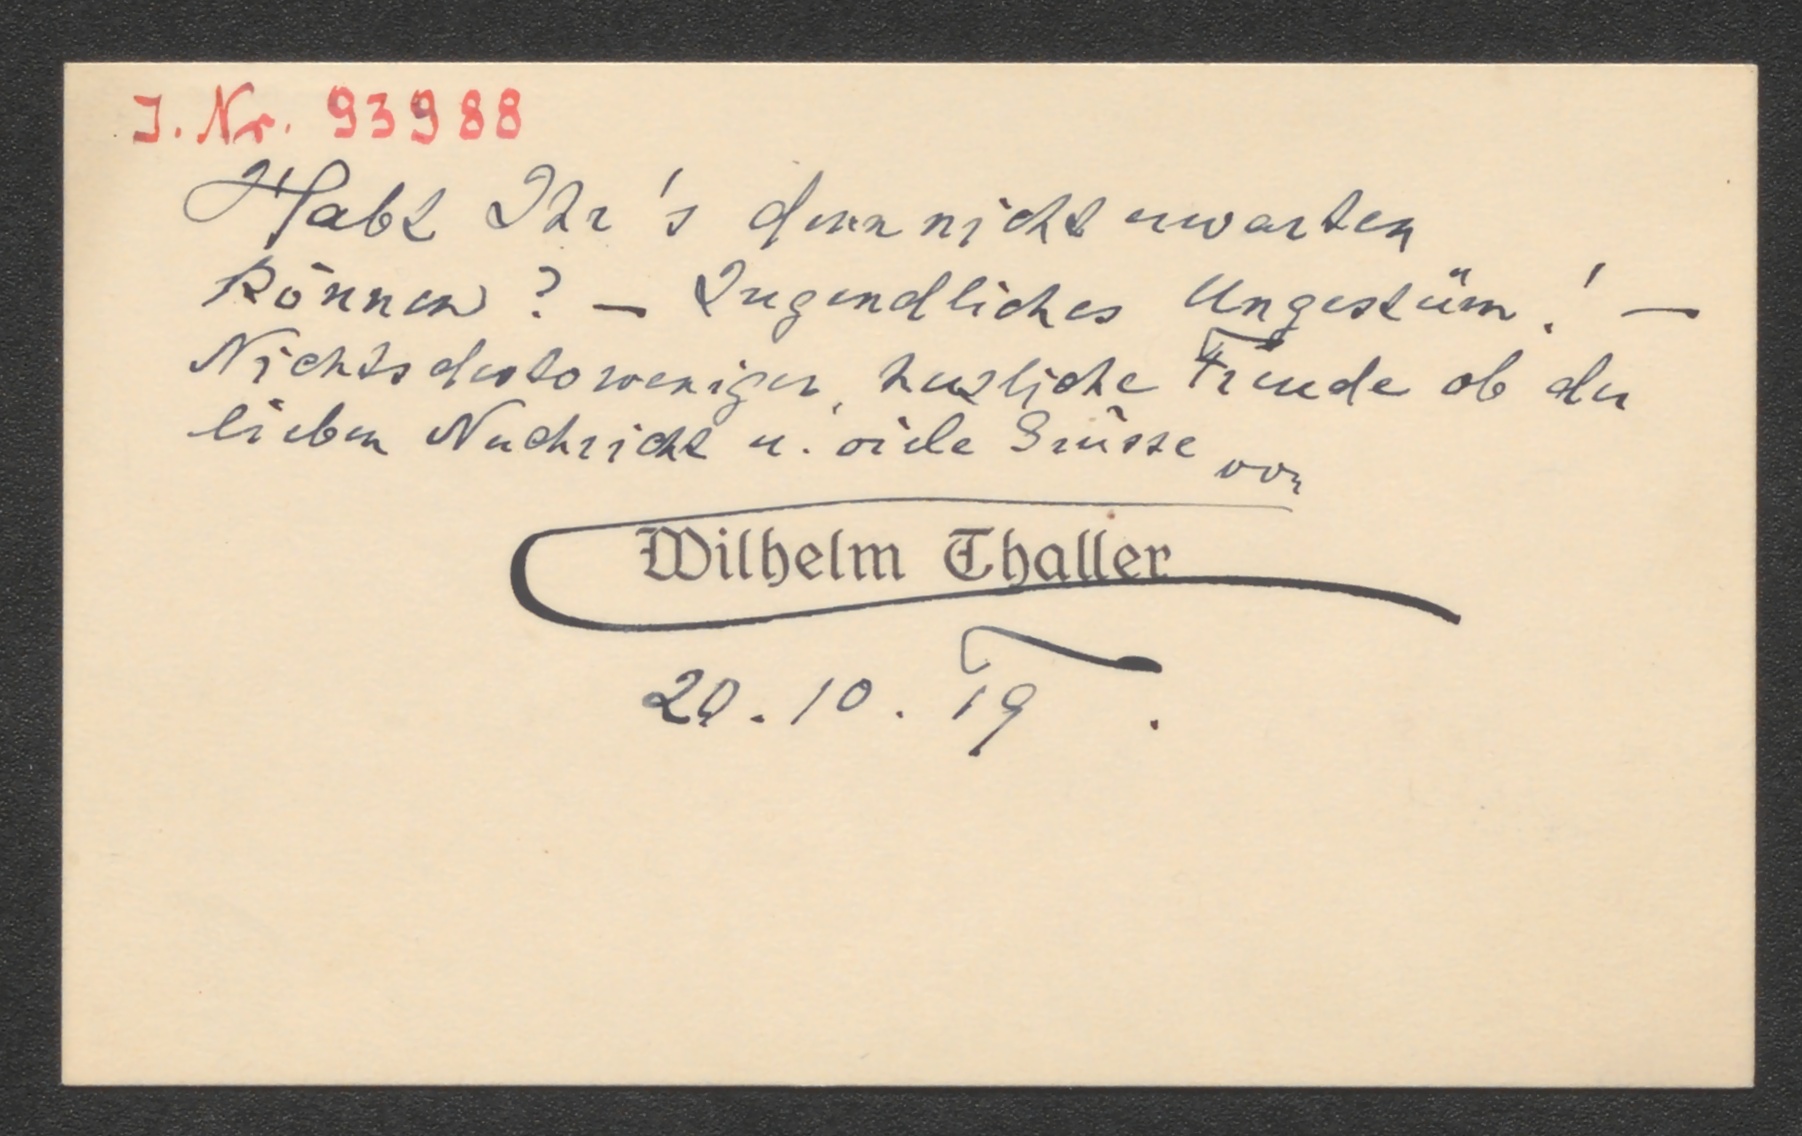 J. Nr. 93988
Habt Ihr's denn nicht erwarten
können? — Jugendliches Ungestüm! —
Nichtsdestoweniger, herzliche Freude ob der
lieben Nachricht u. viele Grüsse von
Wilhelm Thaller
20.10.19